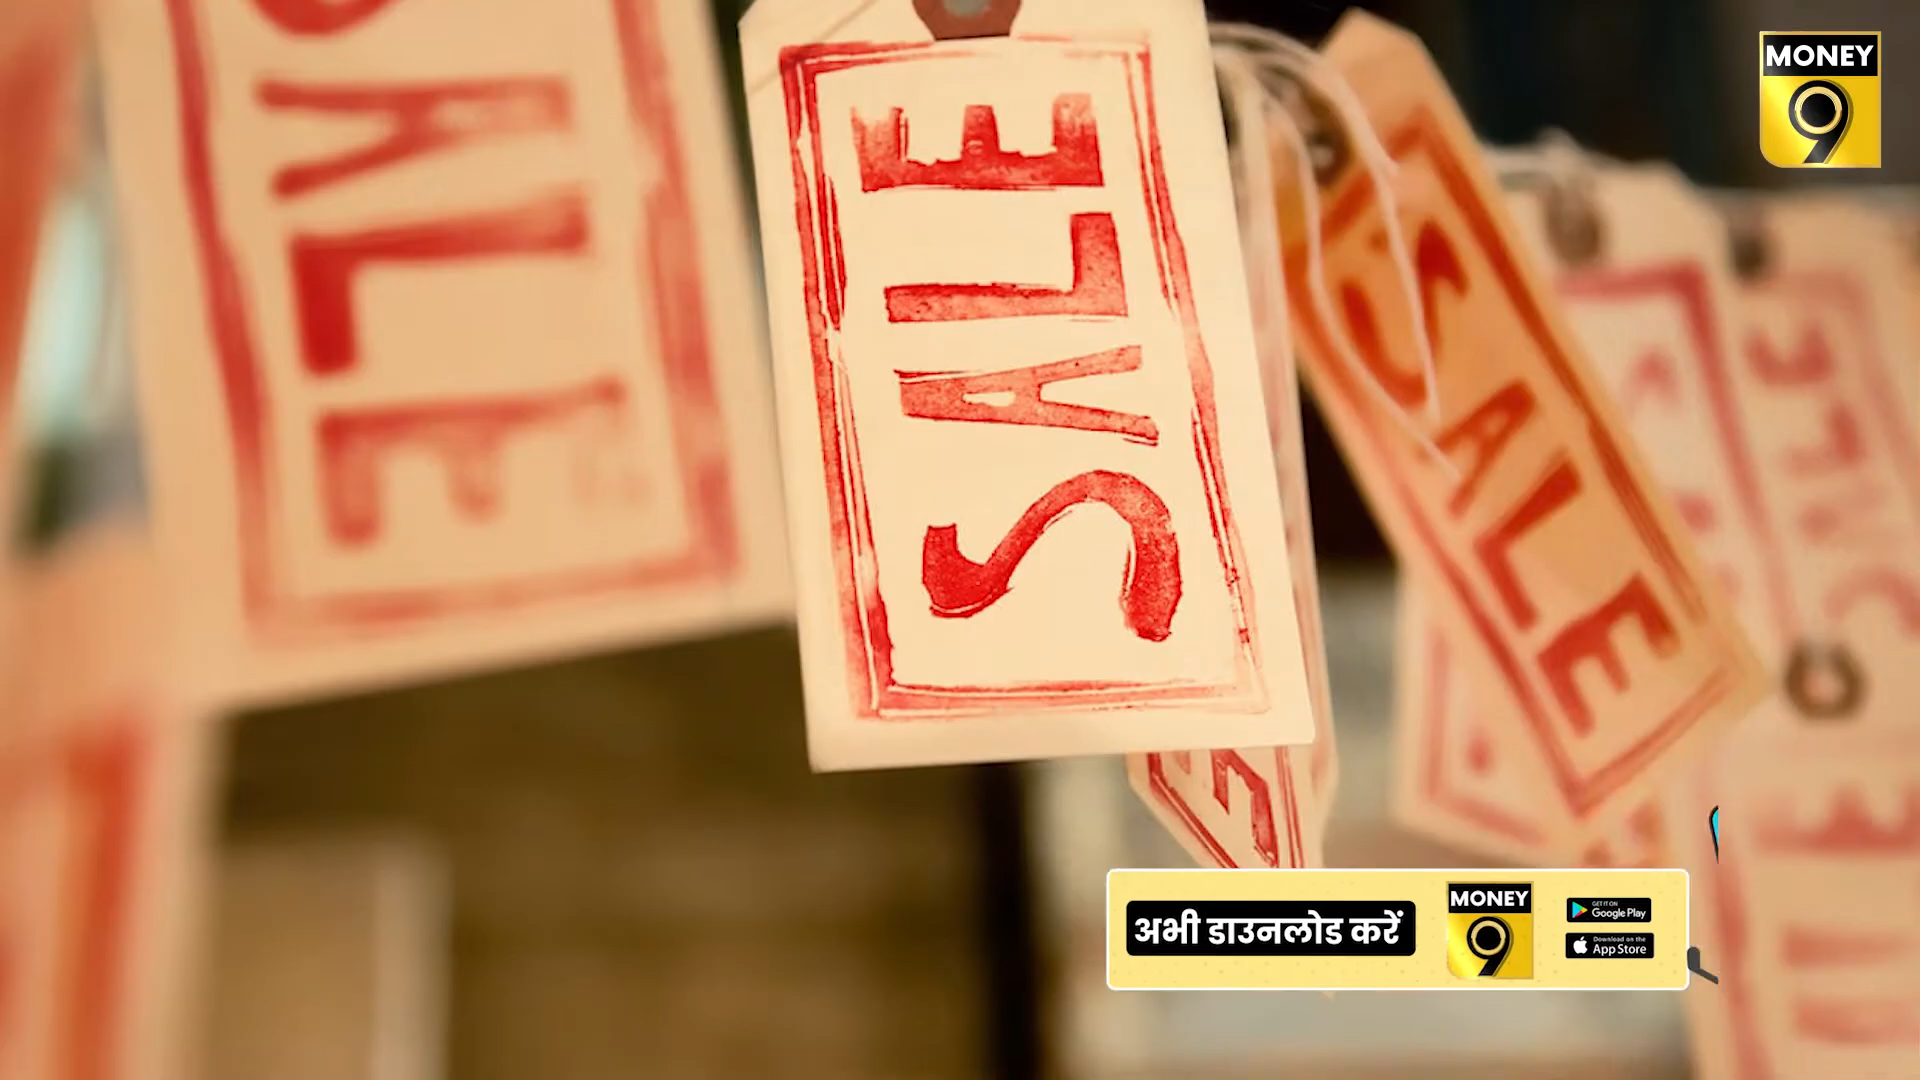 MONEY
9
SALE
SALE
SALE
अभी डाउनलोड करें
MONEY
9
GET IT ON
Google Play
Download on the
App Store